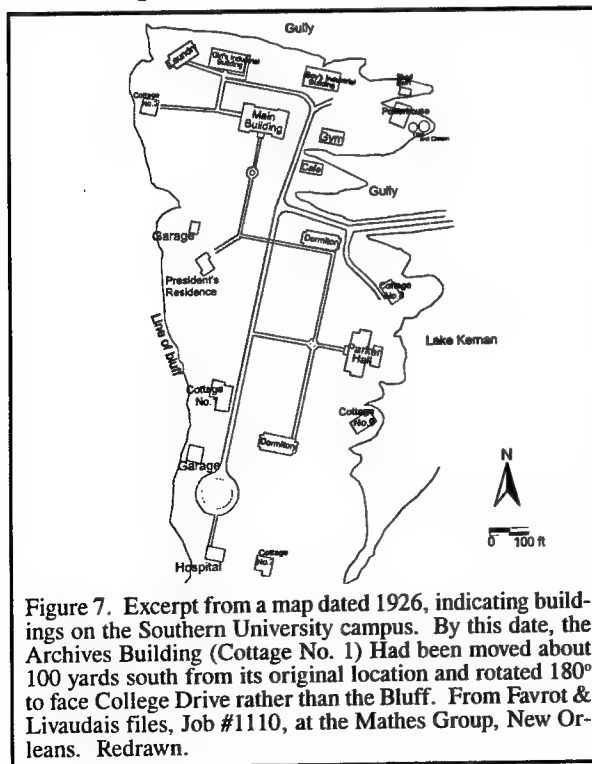 Gully
Laundry
Girl's Industrial
Building
Boy's Industrial
Building
Powerhouse
Cottage
Main
Building
Gym
Cafe
Gully
Garage
Dormitory
President's
Residence
Cottage
Line of bluff
Parker
Hall
Lake Kernan
Cottage
No.
Cottage
No.
Garage
Dormitory
N
0 100 ft
Hospital
Cottage
No.
Figure 7. Excerpt from a map dated 1926, indicating build-
ings on the Southern University campus. By this date, the
Archives Building (Cottage No. 1) Had been moved about
100 yards south from its original location and rotated 180°
to face College Drive rather than the Bluff. From Favrot &
Livaudais files, Job #1110, at the Mathes Group, New Or-
leans. Redrawn.